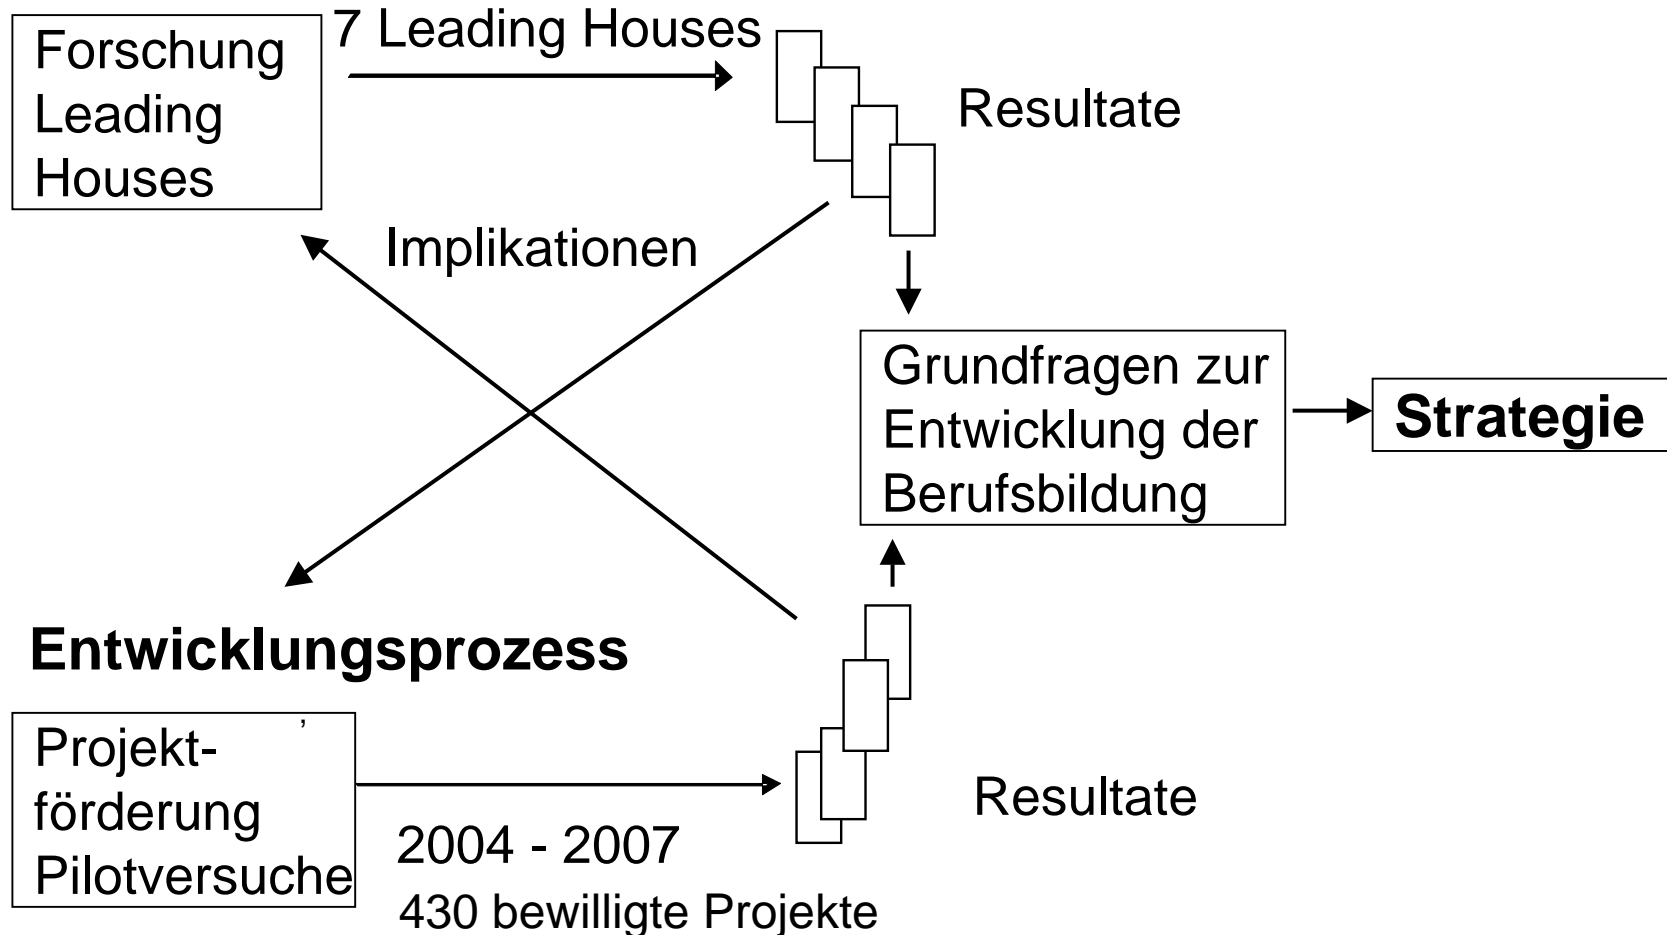 7 Leading Houses
Forschung
Leading
Houses
Resultate
Implikationen
Grundfragen zur
Entwicklung der
Berufsbildung
Strategie
Entwicklungsprozess
,
Projekt-
förderung
Pilotversuche
Resultate
2004 - 2007
430 bewilligte Projekte